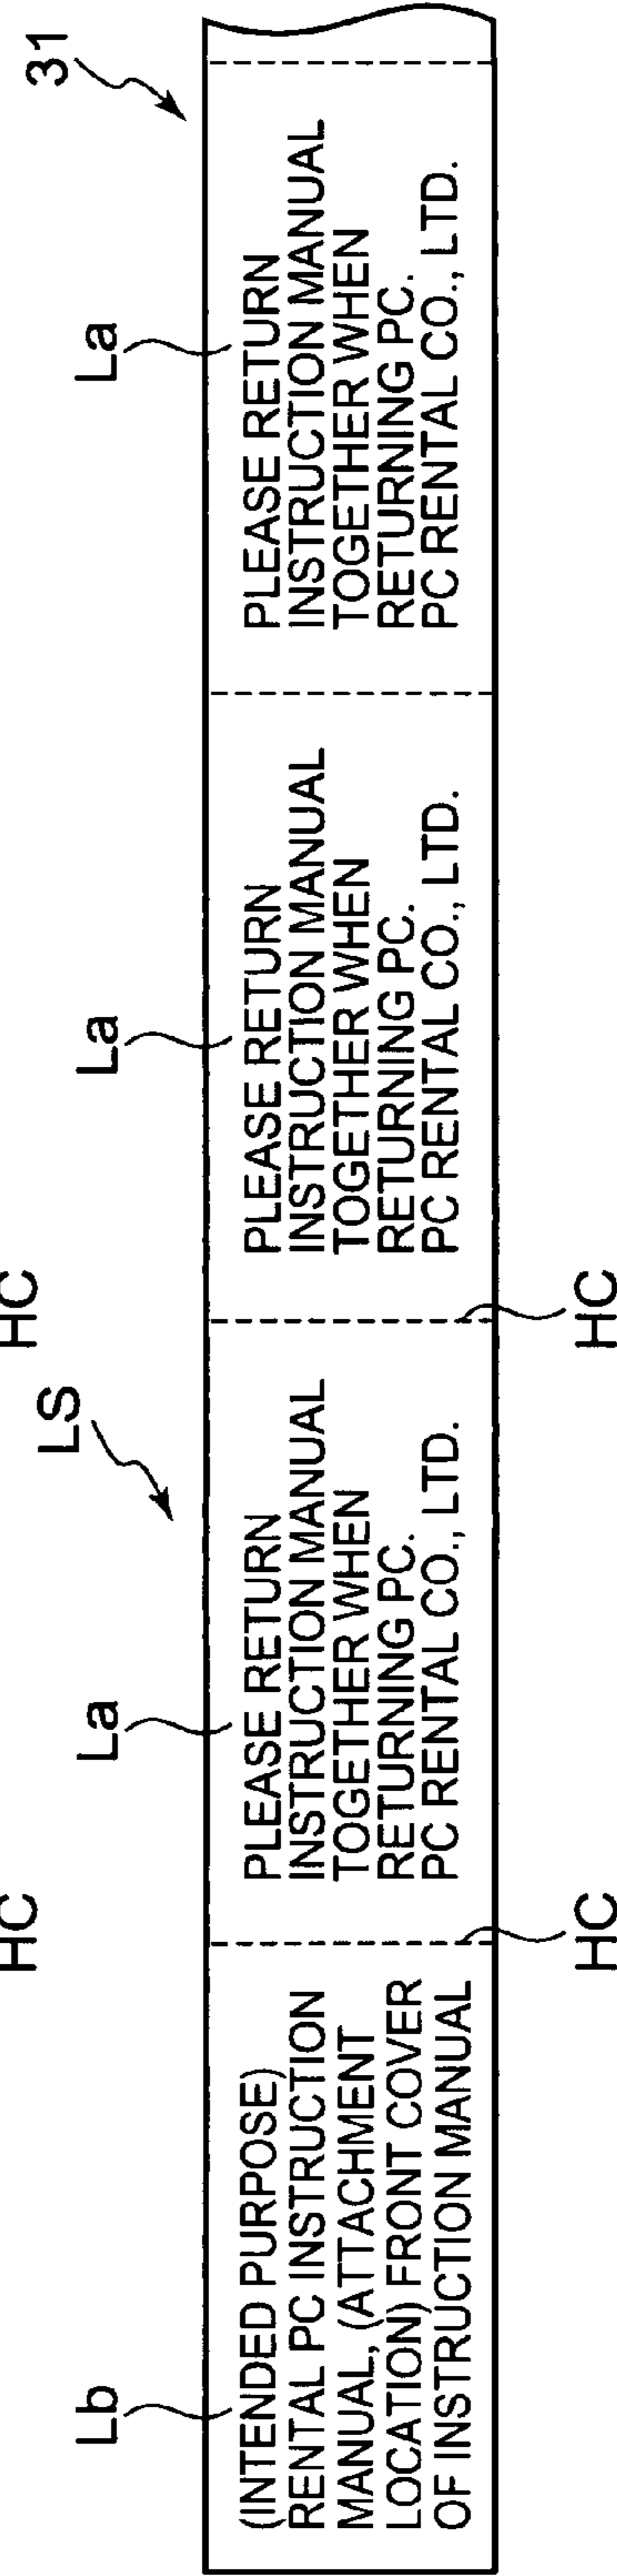 HC
HC
31
LS
Lb
La
La
La
(INTENDED PURPOSE)
RENTAL PC INSTRUCTION
MANUAL, (ATTACHMENT
LOCATION) FRONT COVER
OF INSTRUCTION MANUAL
PLEASE RETURN
INSTRUCTION MANUAL
TOGETHER WHEN
RETURNING PC.
PC RENTAL CO., LTD.
PLEASE RETURN
INSTRUCTION MANUAL
TOGETHER WHEN
RETURNING PC.
PC RENTAL CO., LTD.
PLEASE RETURN
INSTRUCTION MANUAL
TOGETHER WHEN
RETURNING PC.
PC RENTAL CO., LTD.
HC
HC